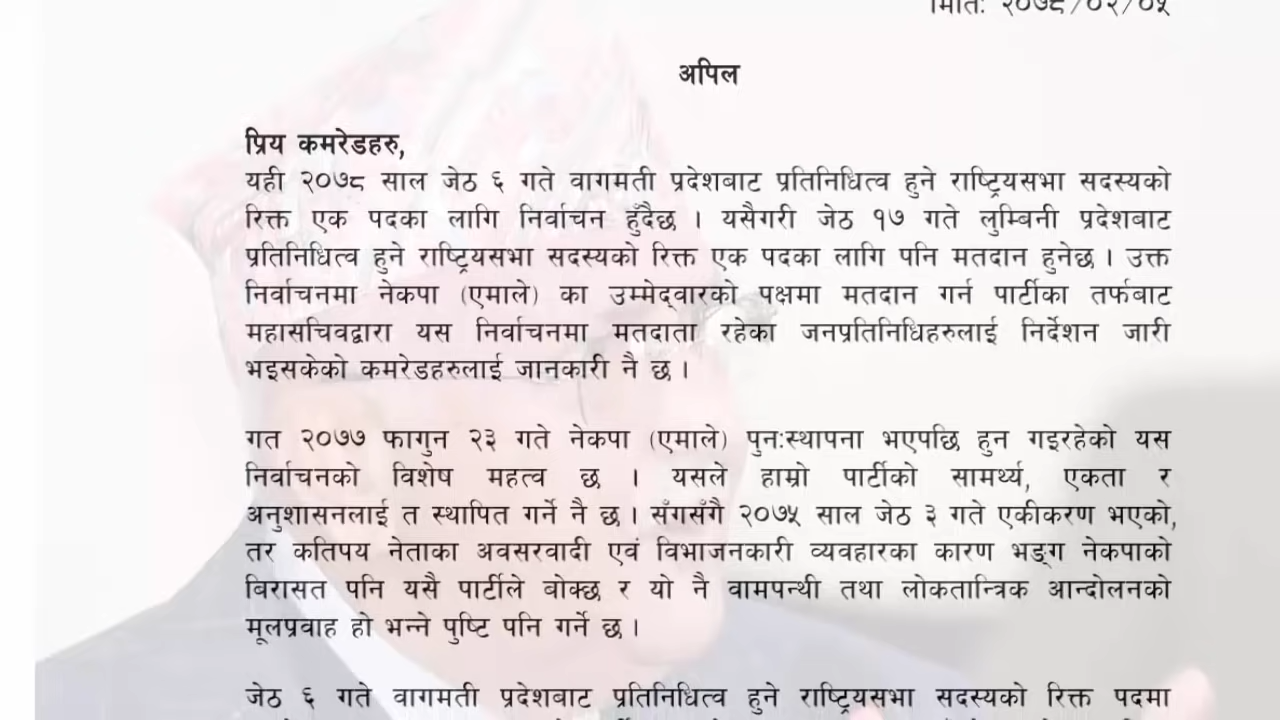 मिति: २०७८/०२/०५
अपिल
प्रिय कमरेडहरु,
यही २०७८ साल जेठ ६ गते वागमती प्रदेशबाट प्रतिनिधित्व हुने राष्ट्रियसभा सदस्यको
रिक्त एक पदका लागि निर्वाचन हुँदैछ । यसैगरी जेठ १७ गते लुम्बिनी प्रदेशबाट
प्रतिनिधित्व हुने राष्ट्रियसभा सदस्यको रिक्त एक पदका लागि पनि मतदान हुनेछ । उक्त
निर्वाचनमा नेकपा (एमाले) का उम्मेद्वारको पक्षमा मतदान गर्न पार्टीका तर्फबाट
महासचिवद्वारा यस निर्वाचनमा मतदाता रहेका जनप्रतिनिधिहरुलाई निर्देशन जारी
भइसकेको कमरेडहरुलाई जानकारी नै छ ।
गत २०७७ फागुन २३ गते नेकपा (एमाले) पुन:स्थापना भएपछि हुन गइरहेको यस
निर्वाचनको विशेष महत्व छ । यसले हाम्रो पार्टीको सामर्थ्य, एकता र
अनुशासनलाई त स्थापित गर्ने नै छ । सँगसँगै २०७५ साल जेठ ३ गते एकीकरण भएको,
तर कतिपय नेताका अवसरवादी एवं विभाजनकारी व्यवहारका कारण भङ्ग नेकपाको
बिरासत पनि यसै पार्टीले बोक्छ र यो नै वामपन्थी तथा लोकतान्त्रिक आन्दोलनको
मूलप्रवाह हो भन्ने पुष्टि पनि गर्ने छ ।
जेठ ६ गते वागमती प्रदेशबाट प्रतिनिधित्व हुने राष्ट्रियसभा सदस्यको रिक्त पदमा